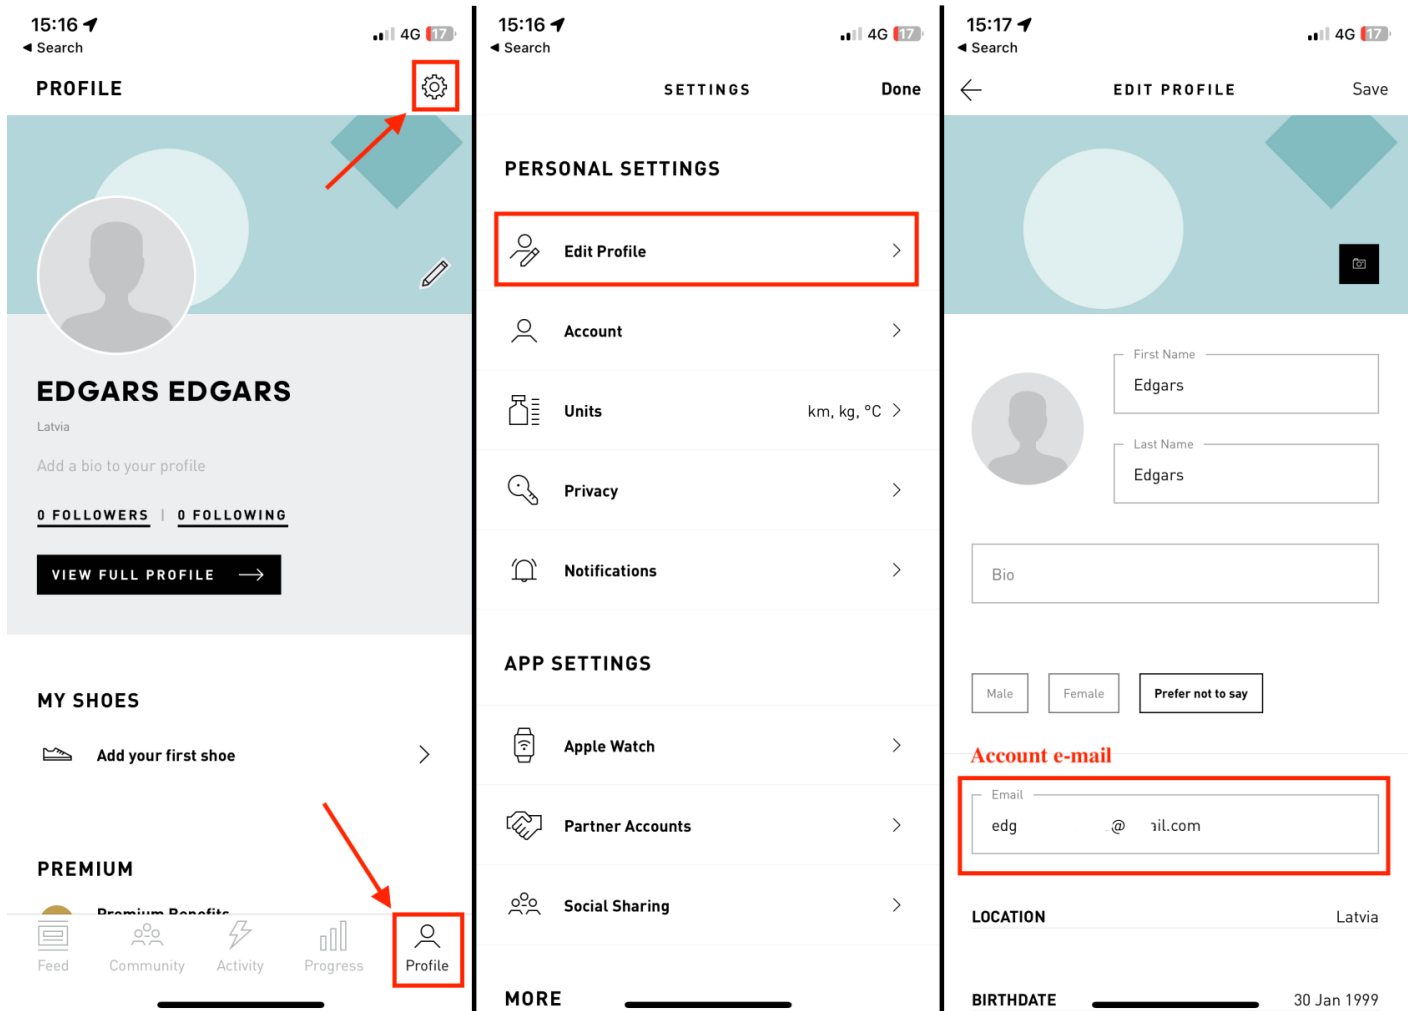 15:16
4G 17
Search
PROFILE
EDGARS EDGARS
Latvia
Add a bio to your profile
0 FOLLOWERS | 0 FOLLOWING
VIEW FULL PROFILE
MY SHOES
Add your first shoe
PREMIUM
Premium Benefits
Feed Community Activity Progress Profile
15:16
4G 17
Search
SETTINGS Done
PERSONAL SETTINGS
Edit Profile
Account
Units km, kg, °C
Privacy
Notifications
APP SETTINGS
Apple Watch
Partner Accounts
Social Sharing
MORE
15:17
4G 17
Search
EDIT PROFILE Save
First Name
Edgars
Last Name
Edgars
Bio
Male Female Prefer not to say
Account e-mail
Email
edg @ ail.com
LOCATION Latvia
BIRTHDATE 30 Jan 1999